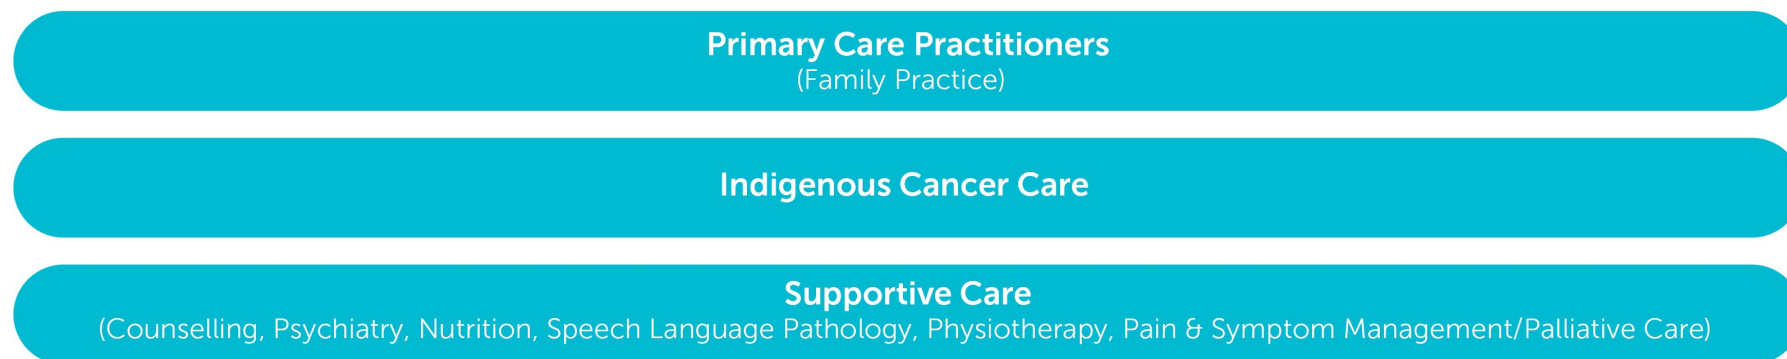 Primary Care Practitioners
(Family Practice)
Indigenous Cancer Care
Supportive Care
(Counselling, Psychiatry, Nutrition, Speech Language Pathology, Physiotherapy, Pain & Symptom Management/Palliative Care)